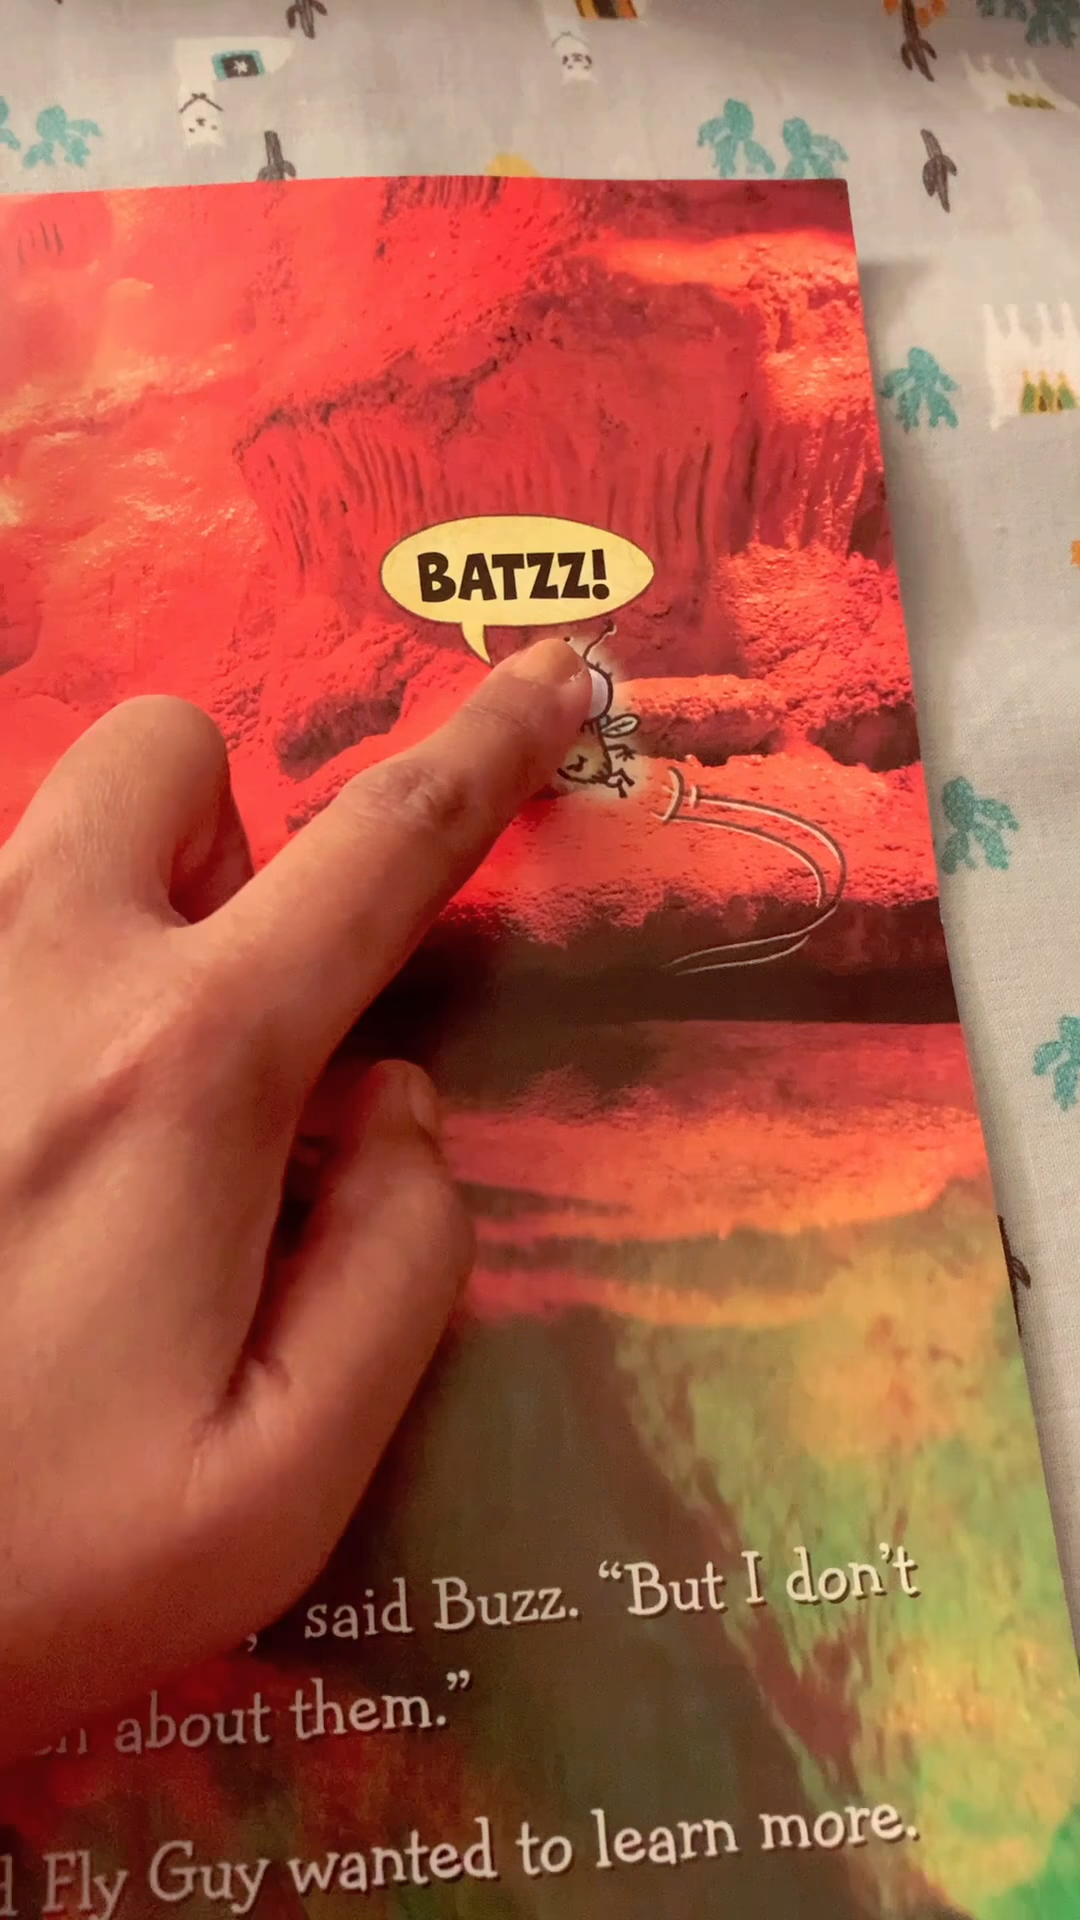 BATZZ!
, said Buzz. “But I don’t
about them.”
Fly Guy wanted to learn more.